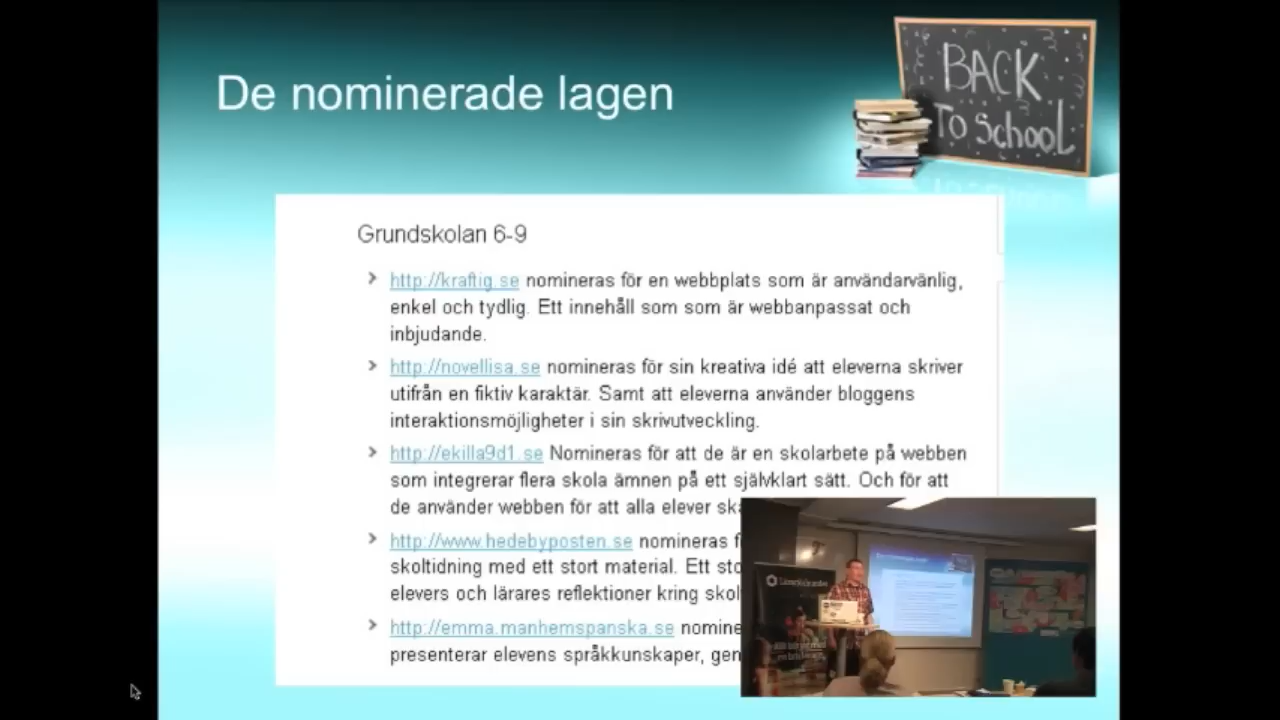 De nominerade lagen
BACK
To School
Grundskolan 6-9
http://kraftig.se nomineras för en webbplats som är användarvänlig,
enkel och tydlig. Ett innehåll som som är webbanpassat och
inbjudande.
http://novellisa.se nomineras för sin kreativa idé att eleverna skriver
utifrån en fiktiv karaktär. Samt att eleverna använder bloggens
interaktionsmöjligheter i sin skrivutveckling.
http://ekilla9d1.se Nomineras för att de är en skolarbete på webben
som integrerar flera skola ämnen på ett självklart sätt. Och för att
de använder webben för att alla elever
http://www.hedebyposten.se nomineras
skoltidning med ett stort material. Ett
elevers och lärares reflektioner kring
http://emma.manhemspanska.se
presenterar elevens språkkunskaper,